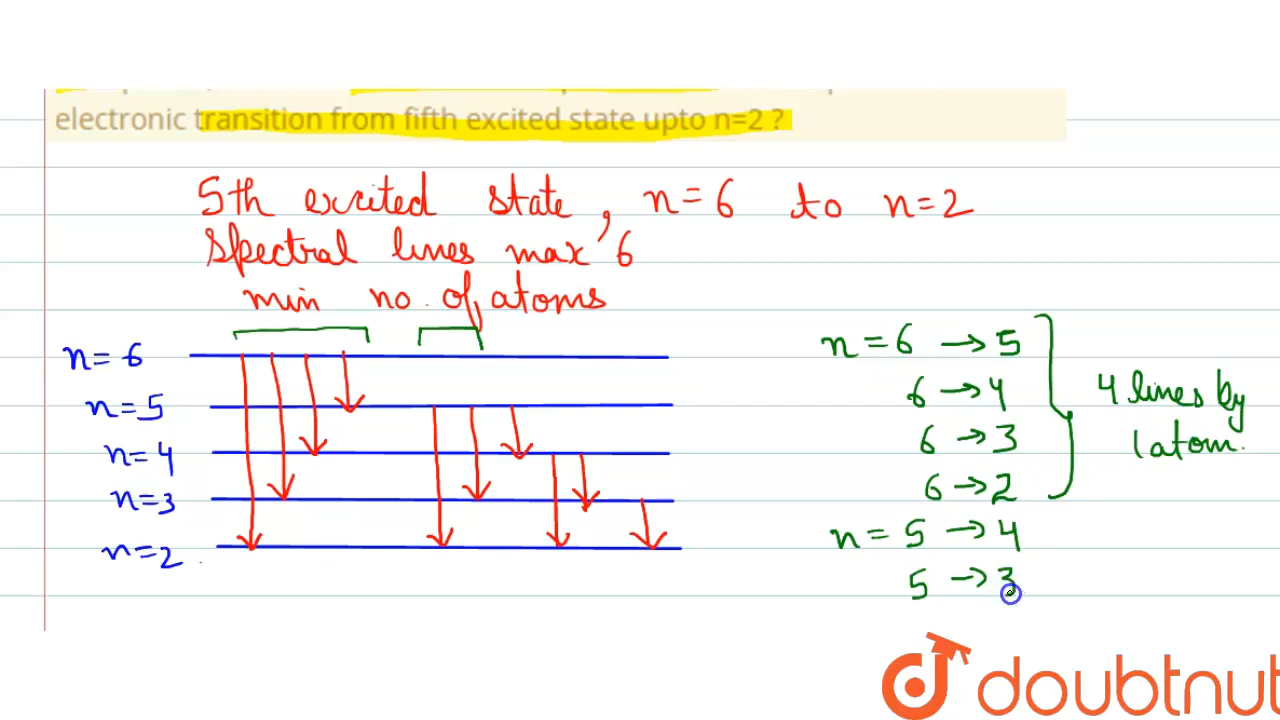 electronic transition from fifth excited state upto n=2 ?
5th excited state, n=6 to n=2
Spectral lines max 6
min no. of atoms
n=6
n=5
n=4
n=3
n=2
n=6 → 5
6 → 4
6 → 3
6 → 2
4 lines by
1 atom.
n=5 → 4
5 → 3
doubtnut